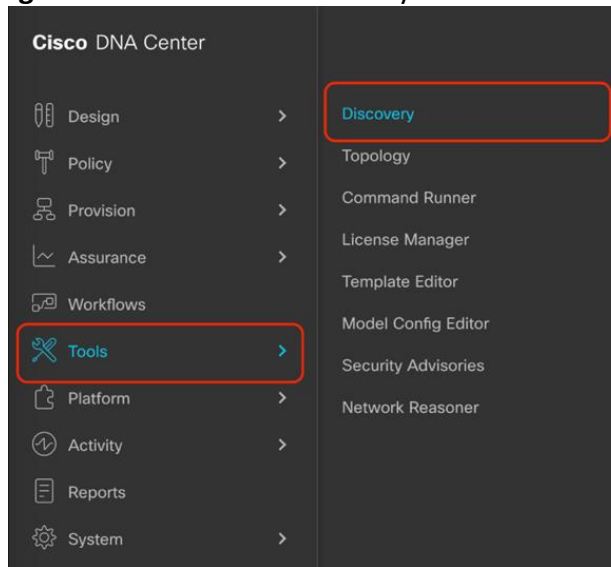 Cisco DNA Center
Design
Policy
Provision
Assurance
Workflows
Tools
Platform
Activity
Reports
System
Discovery
Topology
Command Runner
License Manager
Template Editor
Model Config Editor
Security Advisories
Network Reasoner